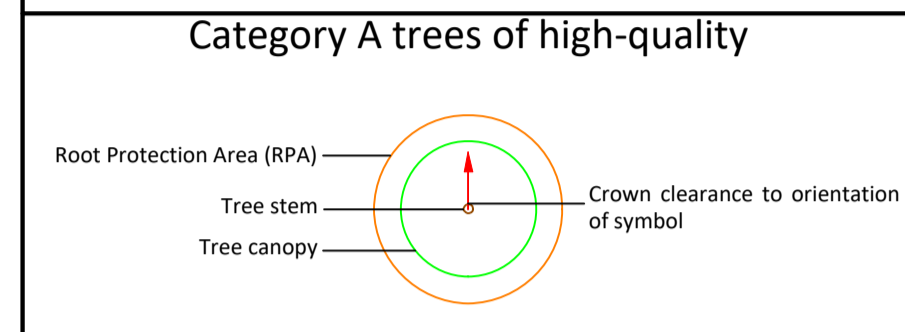 Category A trees of high-quality
Root Protection Area (RPA)
Tree stem
Tree canopy
Crown clearance to orientation
of symbol